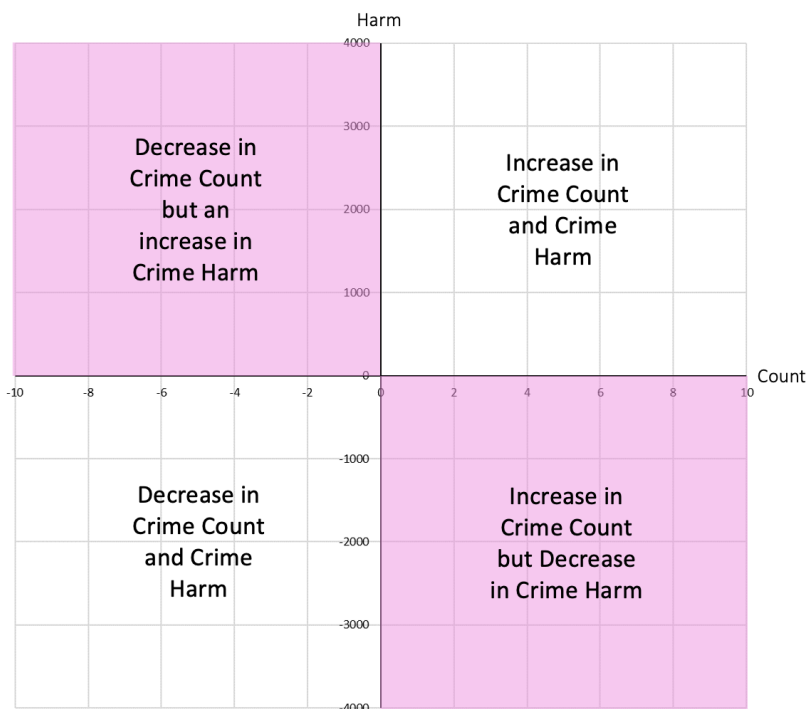 Harm
4000
3000
2000
1000
0
-1000
-2000
-3000
-4000
Decrease in
Crime Count
but an
increase in
Crime Harm
Increase in
Crime Count
and Crime
Harm
-10 -8 -6 -4 -2 0 2 4 6 8 10
Count
Decrease in
Crime Count
and Crime
Harm
Increase in
Crime Count
but Decrease
in Crime Harm